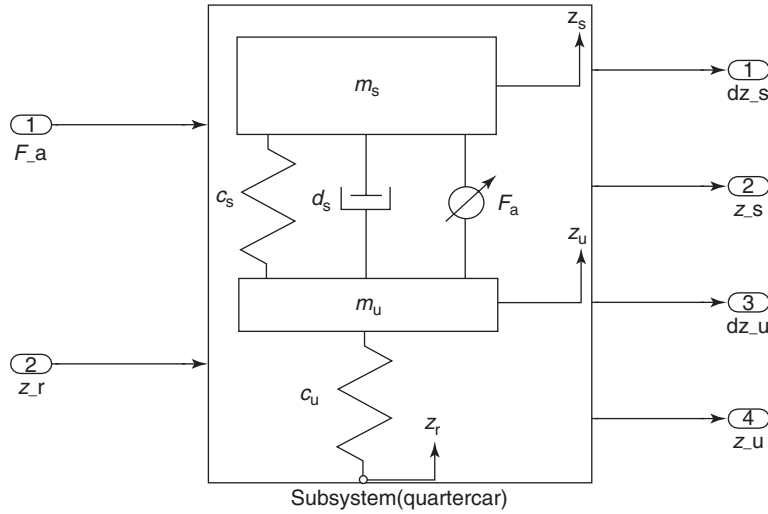 z_s
m_s
1
F_a
1
dz_s
c_s
d_s
F_a
2
z_s
z_u
m_u
3
dz_u
2
z_r
c_u
z_r
4
z_u
Subsystem(quartercar)